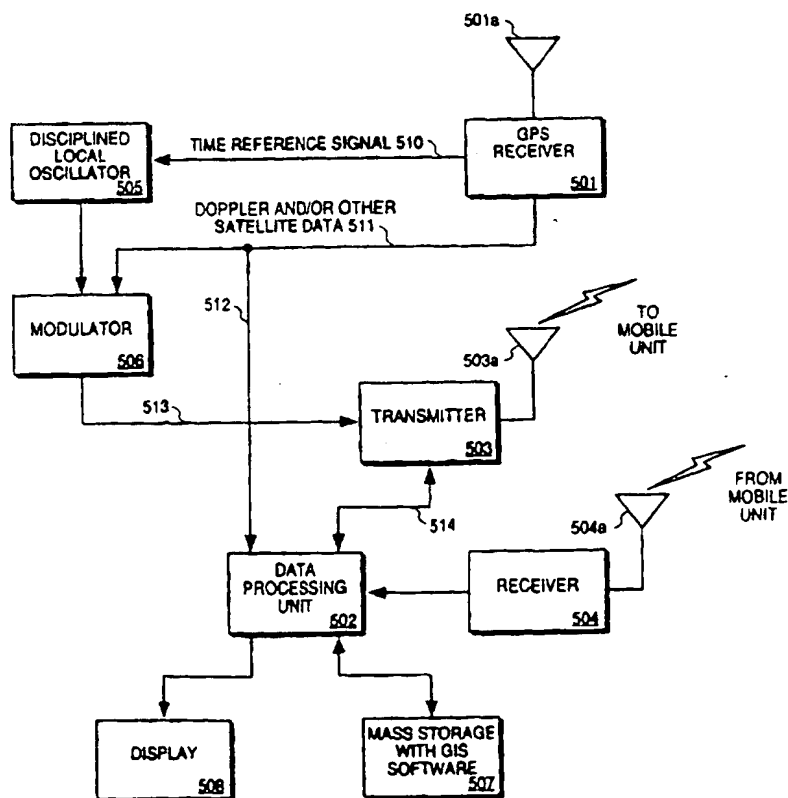 501a
DISCIPLINED
LOCAL
OSCILLATOR
505
TIME REFERENCE SIGNAL 510
GPS
RECEIVER
501
DOPPLER AND/OR OTHER
SATELLITE DATA 511
MODULATOR
506
512
503a
TO
MOBILE
UNIT
513
TRANSMITTER
503
514
504a
FROM
MOBILE
UNIT
DATA
PROCESSING
UNIT
502
RECEIVER
504
DISPLAY
508
MASS STORAGE
WITH GIS
SOFTWARE
507